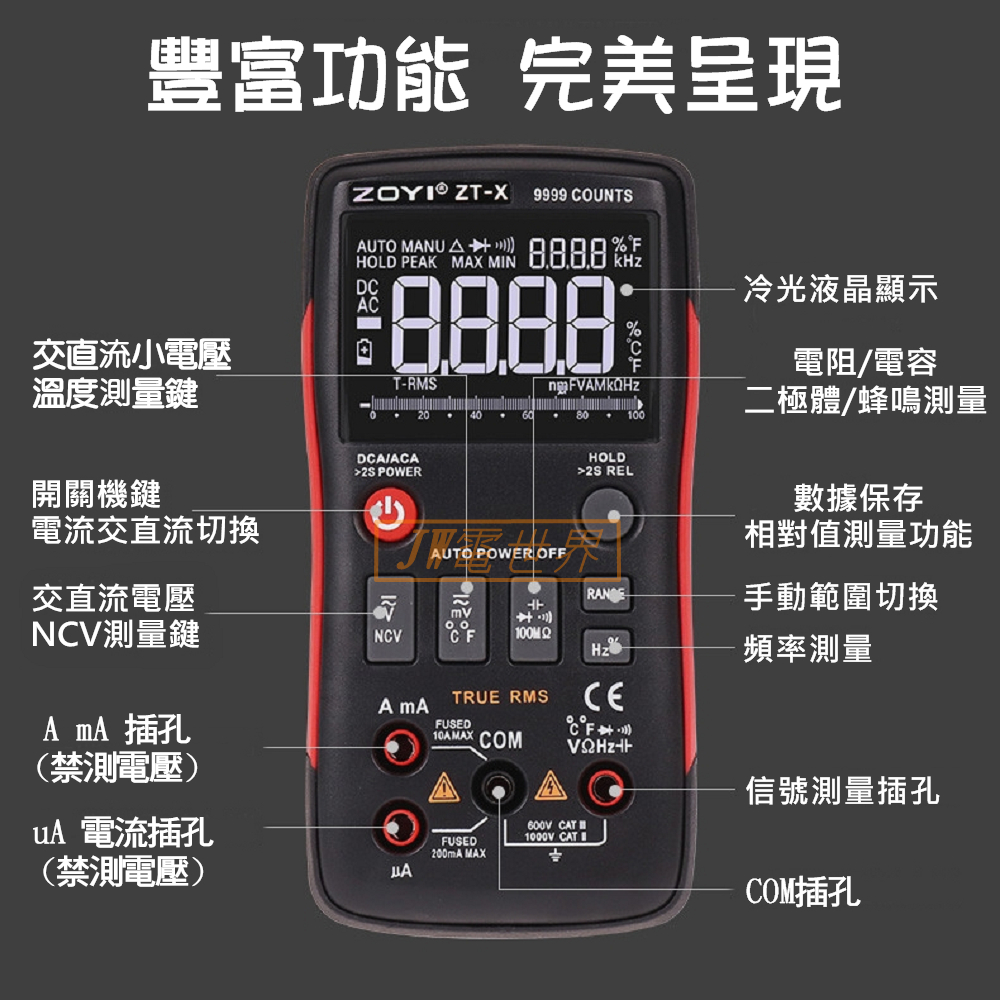 豐富功能 完美呈現
ZOYI® ZT-X 9999 COUNTS
AUTO MANU
HOLD PEAK MAX MIN 8.8.8.8 %°F
kHz
DC
AC
8.8.8.8
%
°C
°F
T-RMS
nmFVAMkΩHz
0 20 40 60 80 100
冷光液晶顯示
交直流小電壓
溫度測量鍵
電阻/電容
二極體/蜂鳴測量
DCA/ACA
>2S POWER
HOLD
>2S REL
開關機鍵
電流交直流切換
數據保存
相對值測量功能
JW電世界
AUTO POWER OFF
交直流電壓
NCV測量鍵
V
NCV
mV
°C °F
100MΩ
RANGE
Hz%
手動範圍切換
頻率測量
TRUE RMS
CE
A mA
FUSED
10A MAX
COM
°C °F
VΩHz
A mA 插孔
(禁測電壓)
信號測量插孔
uA 電流插孔
(禁測電壓)
FUSED
200mA MAX
600V CAT III
1000V CAT II
μA
COM插孔